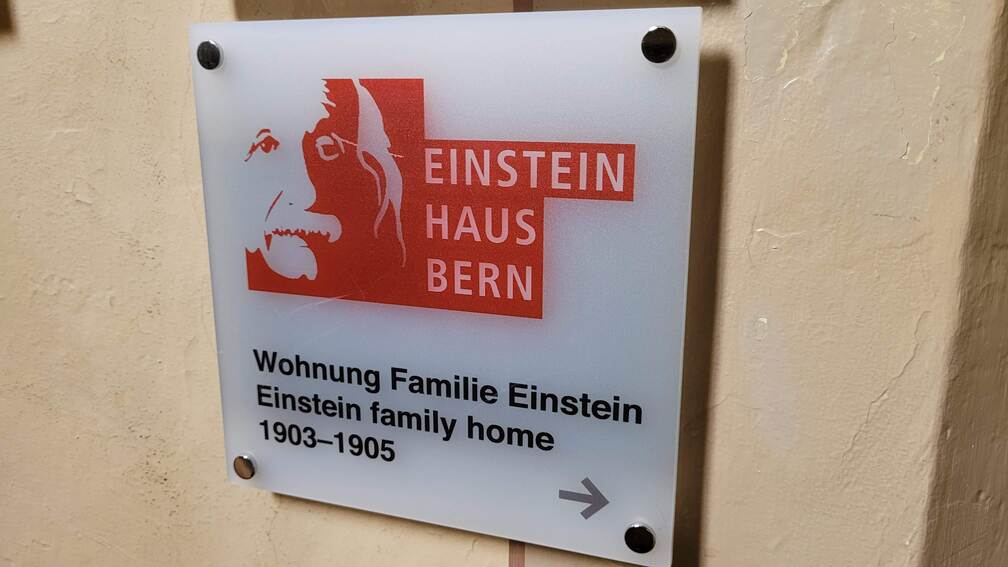 EINSTEIN
HAUS
BERN
Wohnung Familie Einstein
Einstein family home
1903–1905